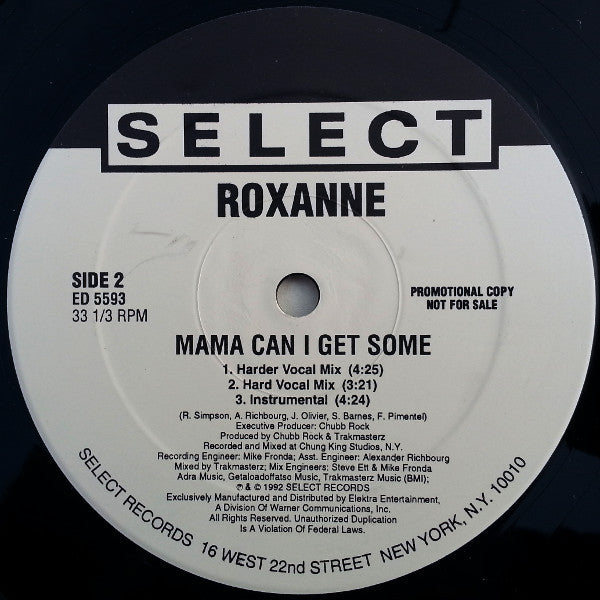 SELECT
ROXANNE
SIDE 2
ED 5593
33 1/3 RPM
PROMOTIONAL COPY
NOT FOR SALE
MAMA CAN I GET SOME
1. Harder Vocal Mix (4:25)
2. Hard Vocal Mix (3:21)
3. Instrumental (4:24)
(R. Simpson, A. Richbourg, J. Olivier, S. Barnes, F. Pimentel)
Executive Producer: Chubb Rock
Produced by Chubb Rock & Trakmasterz
Recorded and Mixed at Chung King Studios, N.Y.
Recording Engineer: Mike Fronda; Asst. Engineer: Alexander Richbourg
Mixed by Trakmasterz; Mix Engineers: Steve Ett & Mike Fronda
Adra Music, Getaloadoffatso Music, Trakmasterz Music (BMI);
℗ & © 1992 SELECT RECORDS
Exclusively Manufactured and Distributed by Elektra Entertainment,
A Division Of Warner Communications, Inc.
All Rights Reserved. Unauthorized Duplication
Is A Violation Of Federal Laws.
SELECT RECORDS 16 WEST 22nd STREET NEW YORK, N.Y. 10010